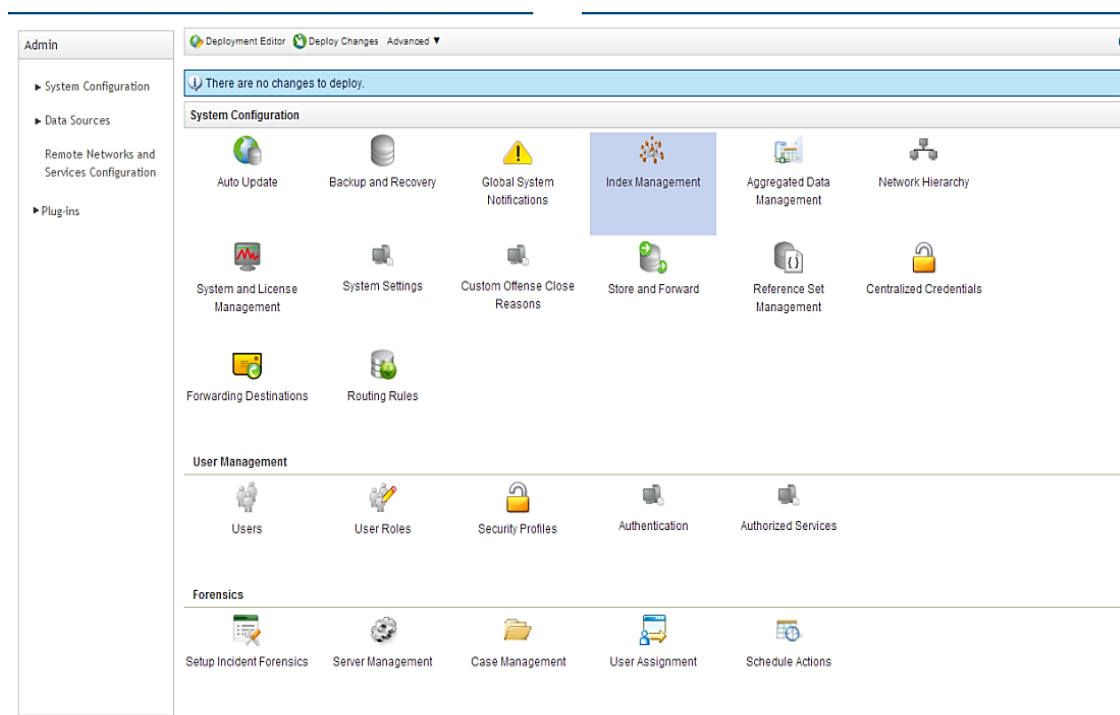 Admin
Deployment Editor Deploy Changes Advanced ▼
System Configuration
Data Sources
Remote Networks and
Services Configuration
Plug-ins
There are no changes to deploy.
System Configuration
Auto Update
Backup and Recovery
Global System
Notifications
Index Management
Aggregated Data
Management
Network Hierarchy
System and License
Management
System Settings
Custom Offense Close
Reasons
Store and Forward
Reference Set
Management
Centralized Credentials
Forwarding Destinations
Routing Rules
User Management
Users
User Roles
Security Profiles
Authentication
Authorized Services
Forensics
Setup Incident Forensics
Server Management
Case Management
User Assignment
Schedule Actions